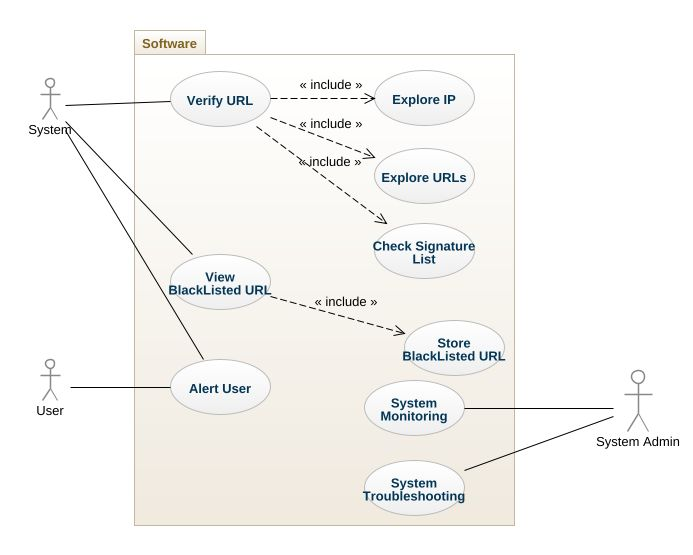 Software
« include »
Verify URL
Explore IP
« include »
System
« include »
Explore URLs
Check Signature
List
View
BlackListed URL
« include »
Store
BlackListed URL
Alert User
User
System
Monitoring
System Admin
System
Troubleshooting